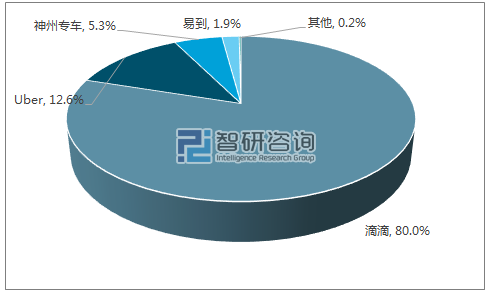 神州专车, 5.3%
易到, 1.9%
其他, 0.2%
Uber, 12.6%
智研咨询
Intelligence Research Group
滴滴, 80.0%